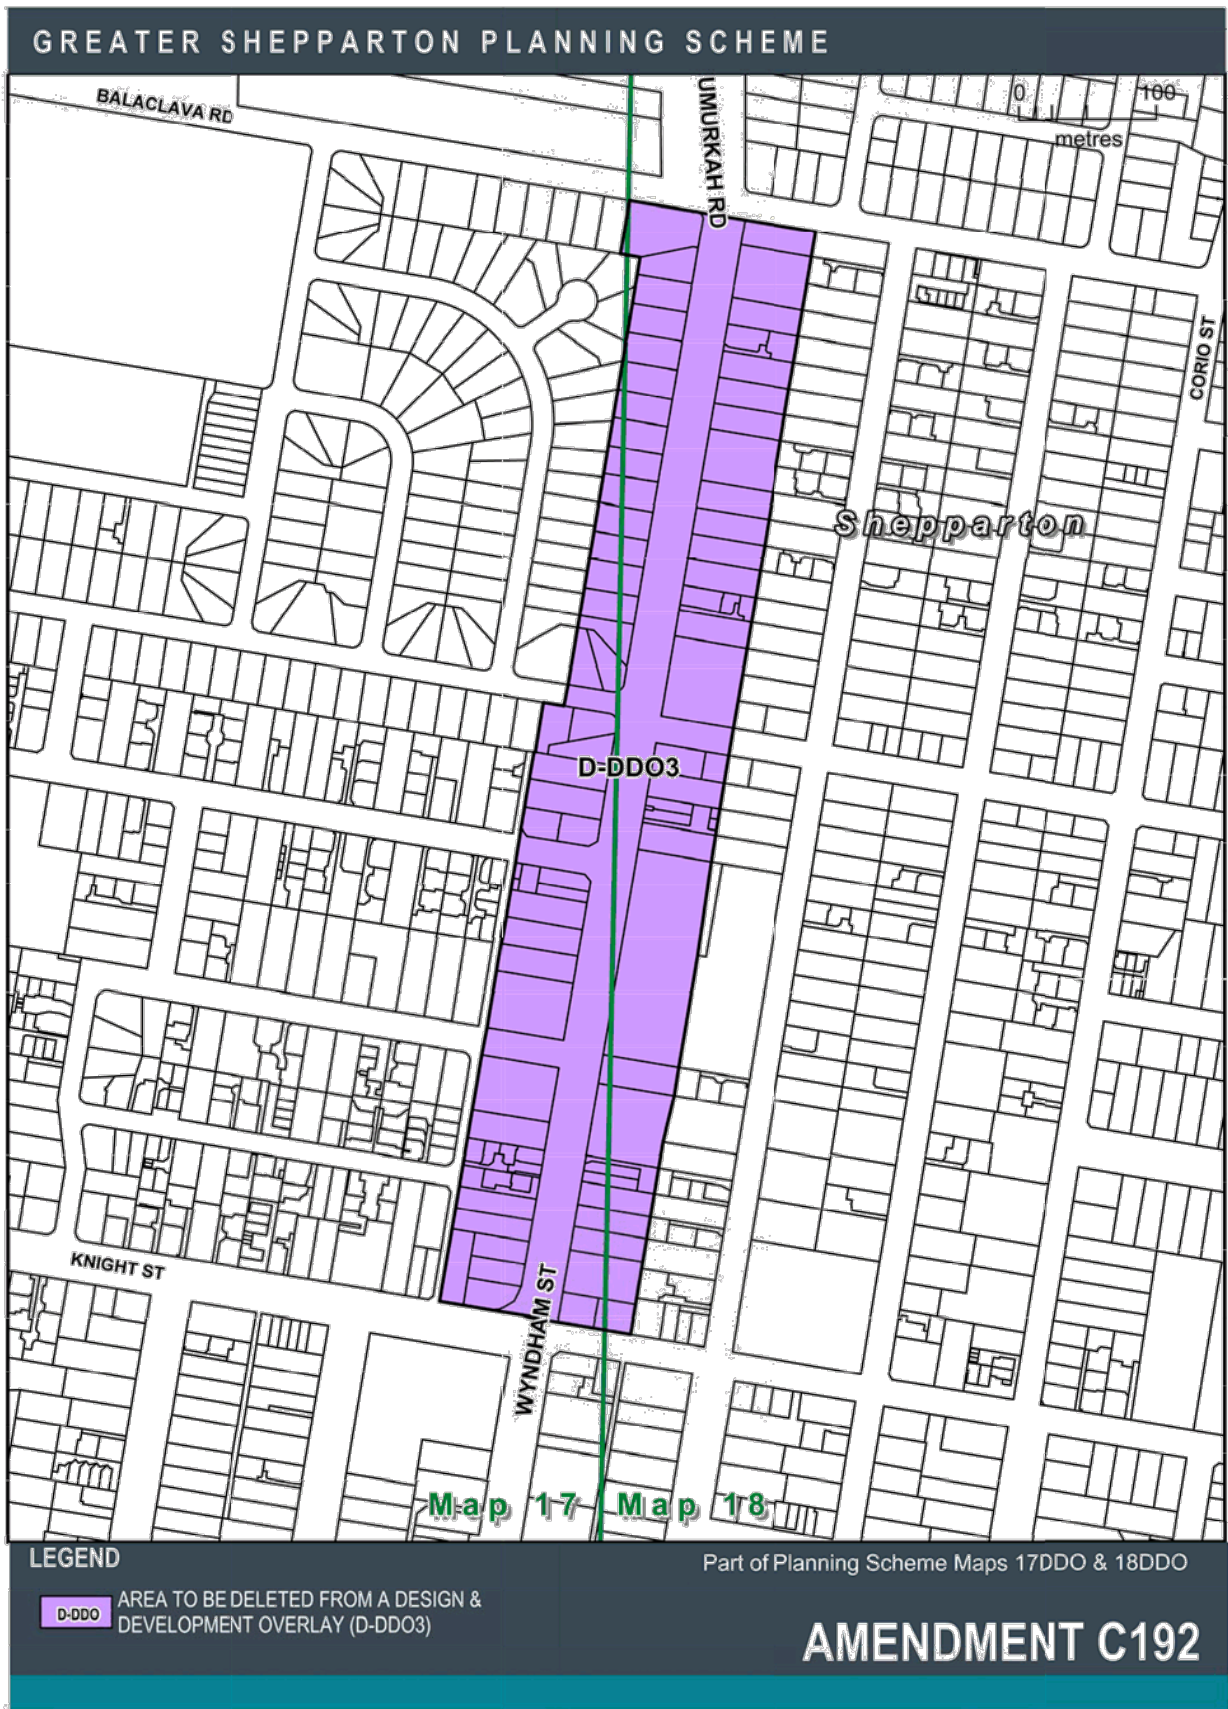 GREATER SHEPPARTON PLANNING SCHEME
BALACLAVA RD
UMURKAH RD
0 100
metres
CORIO ST
Shepparton
D-DDO3
KNIGHT ST
WYNDHAM ST
Map 17 Map 18
LEGEND
Part of Planning Scheme Maps 17DDO & 18DDO
D-DDO
AREA TO BE DELETED FROM A DESIGN &
DEVELOPMENT OVERLAY (D-DDO3)
AMENDMENT C192